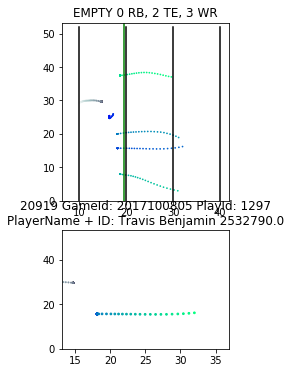 EMPTY 0 RB, 2 TE, 3 WR
50
40
30
20
10
0
10 20 30 40
20919 GameId: 2017100805 PlayId: 1297
PlayerName + ID: Travis Benjamin 2532790.0
40
20
0
15 20 25 30 35